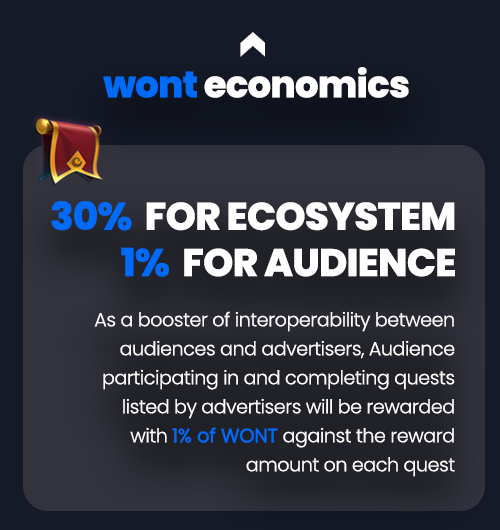 wont economics
30% FOR ECOSYSTEM
1% FOR AUDIENCE
As a booster of interoperability between
audiences and advertisers, Audience
participating in and completing quests
listed by advertisers will be rewarded
with 1% of WONT against the reward
amount on each quest